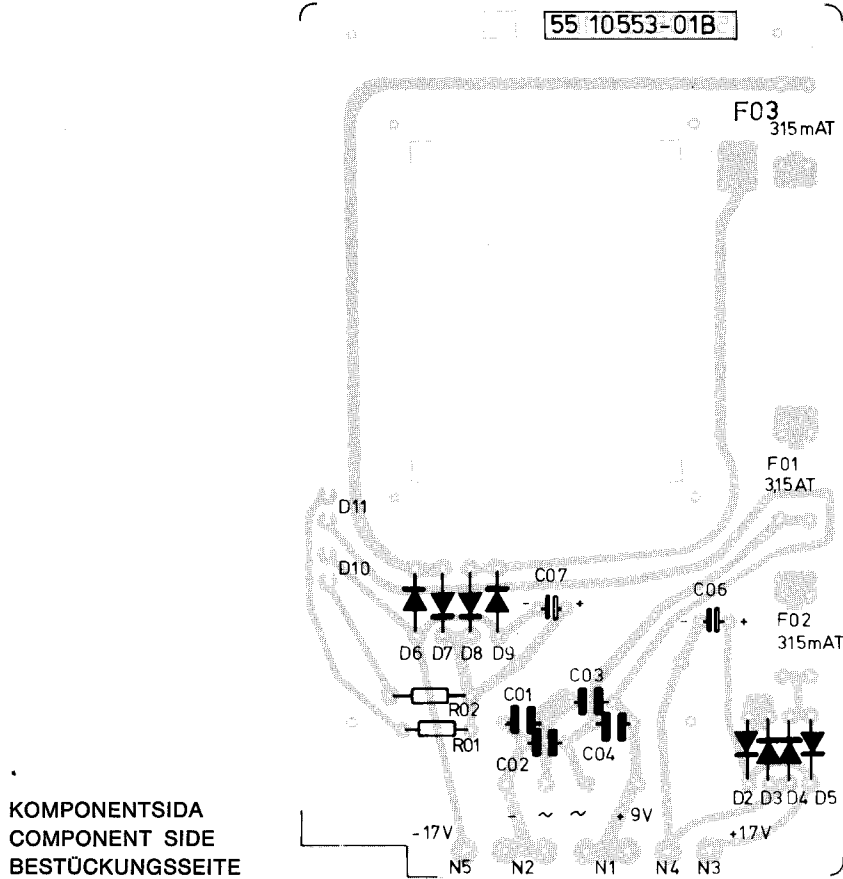 55 10553-01B
F03
315mAT
F01
3,15AT
D11
D10
C07
- +
C06
- +
F02
315mAT
D6 D7 D8 D9
C03
R02
C01
R01
C02
C04
D2 D3 D4 D5
KOMPONENTSIDA
COMPONENT SIDE
BESTÜCKUNGSSEITE
-17V
- ~ ~ + 9V
+17V
N5
N2
N1
N4
N3